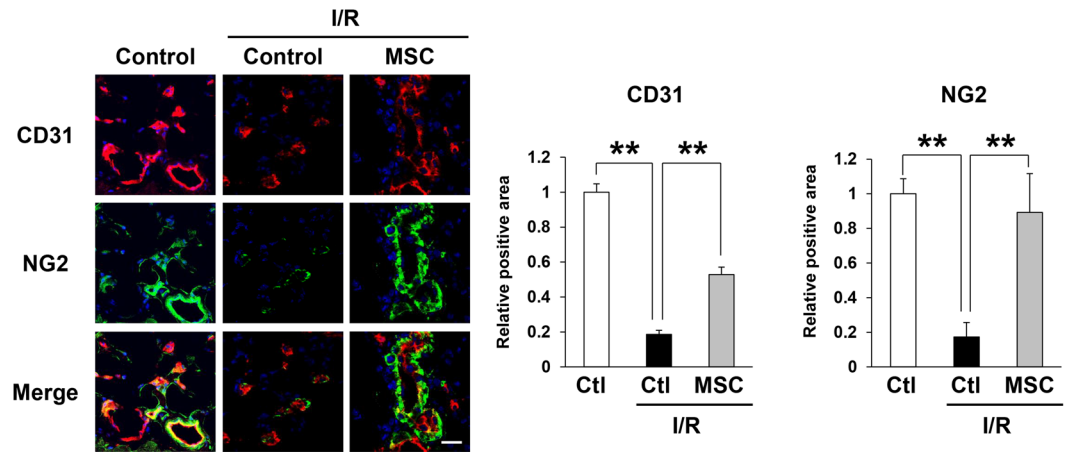 I/R
Control Control MSC
CD31
NG2
Merge
CD31
** **
Relative positive area
1.2
1
0.8
0.6
0.4
0.2
0
Ctl Ctl MSC
I/R
NG2
** **
Relative positive area
1.2
1
0.8
0.6
0.4
0.2
0
Ctl Ctl MSC
I/R